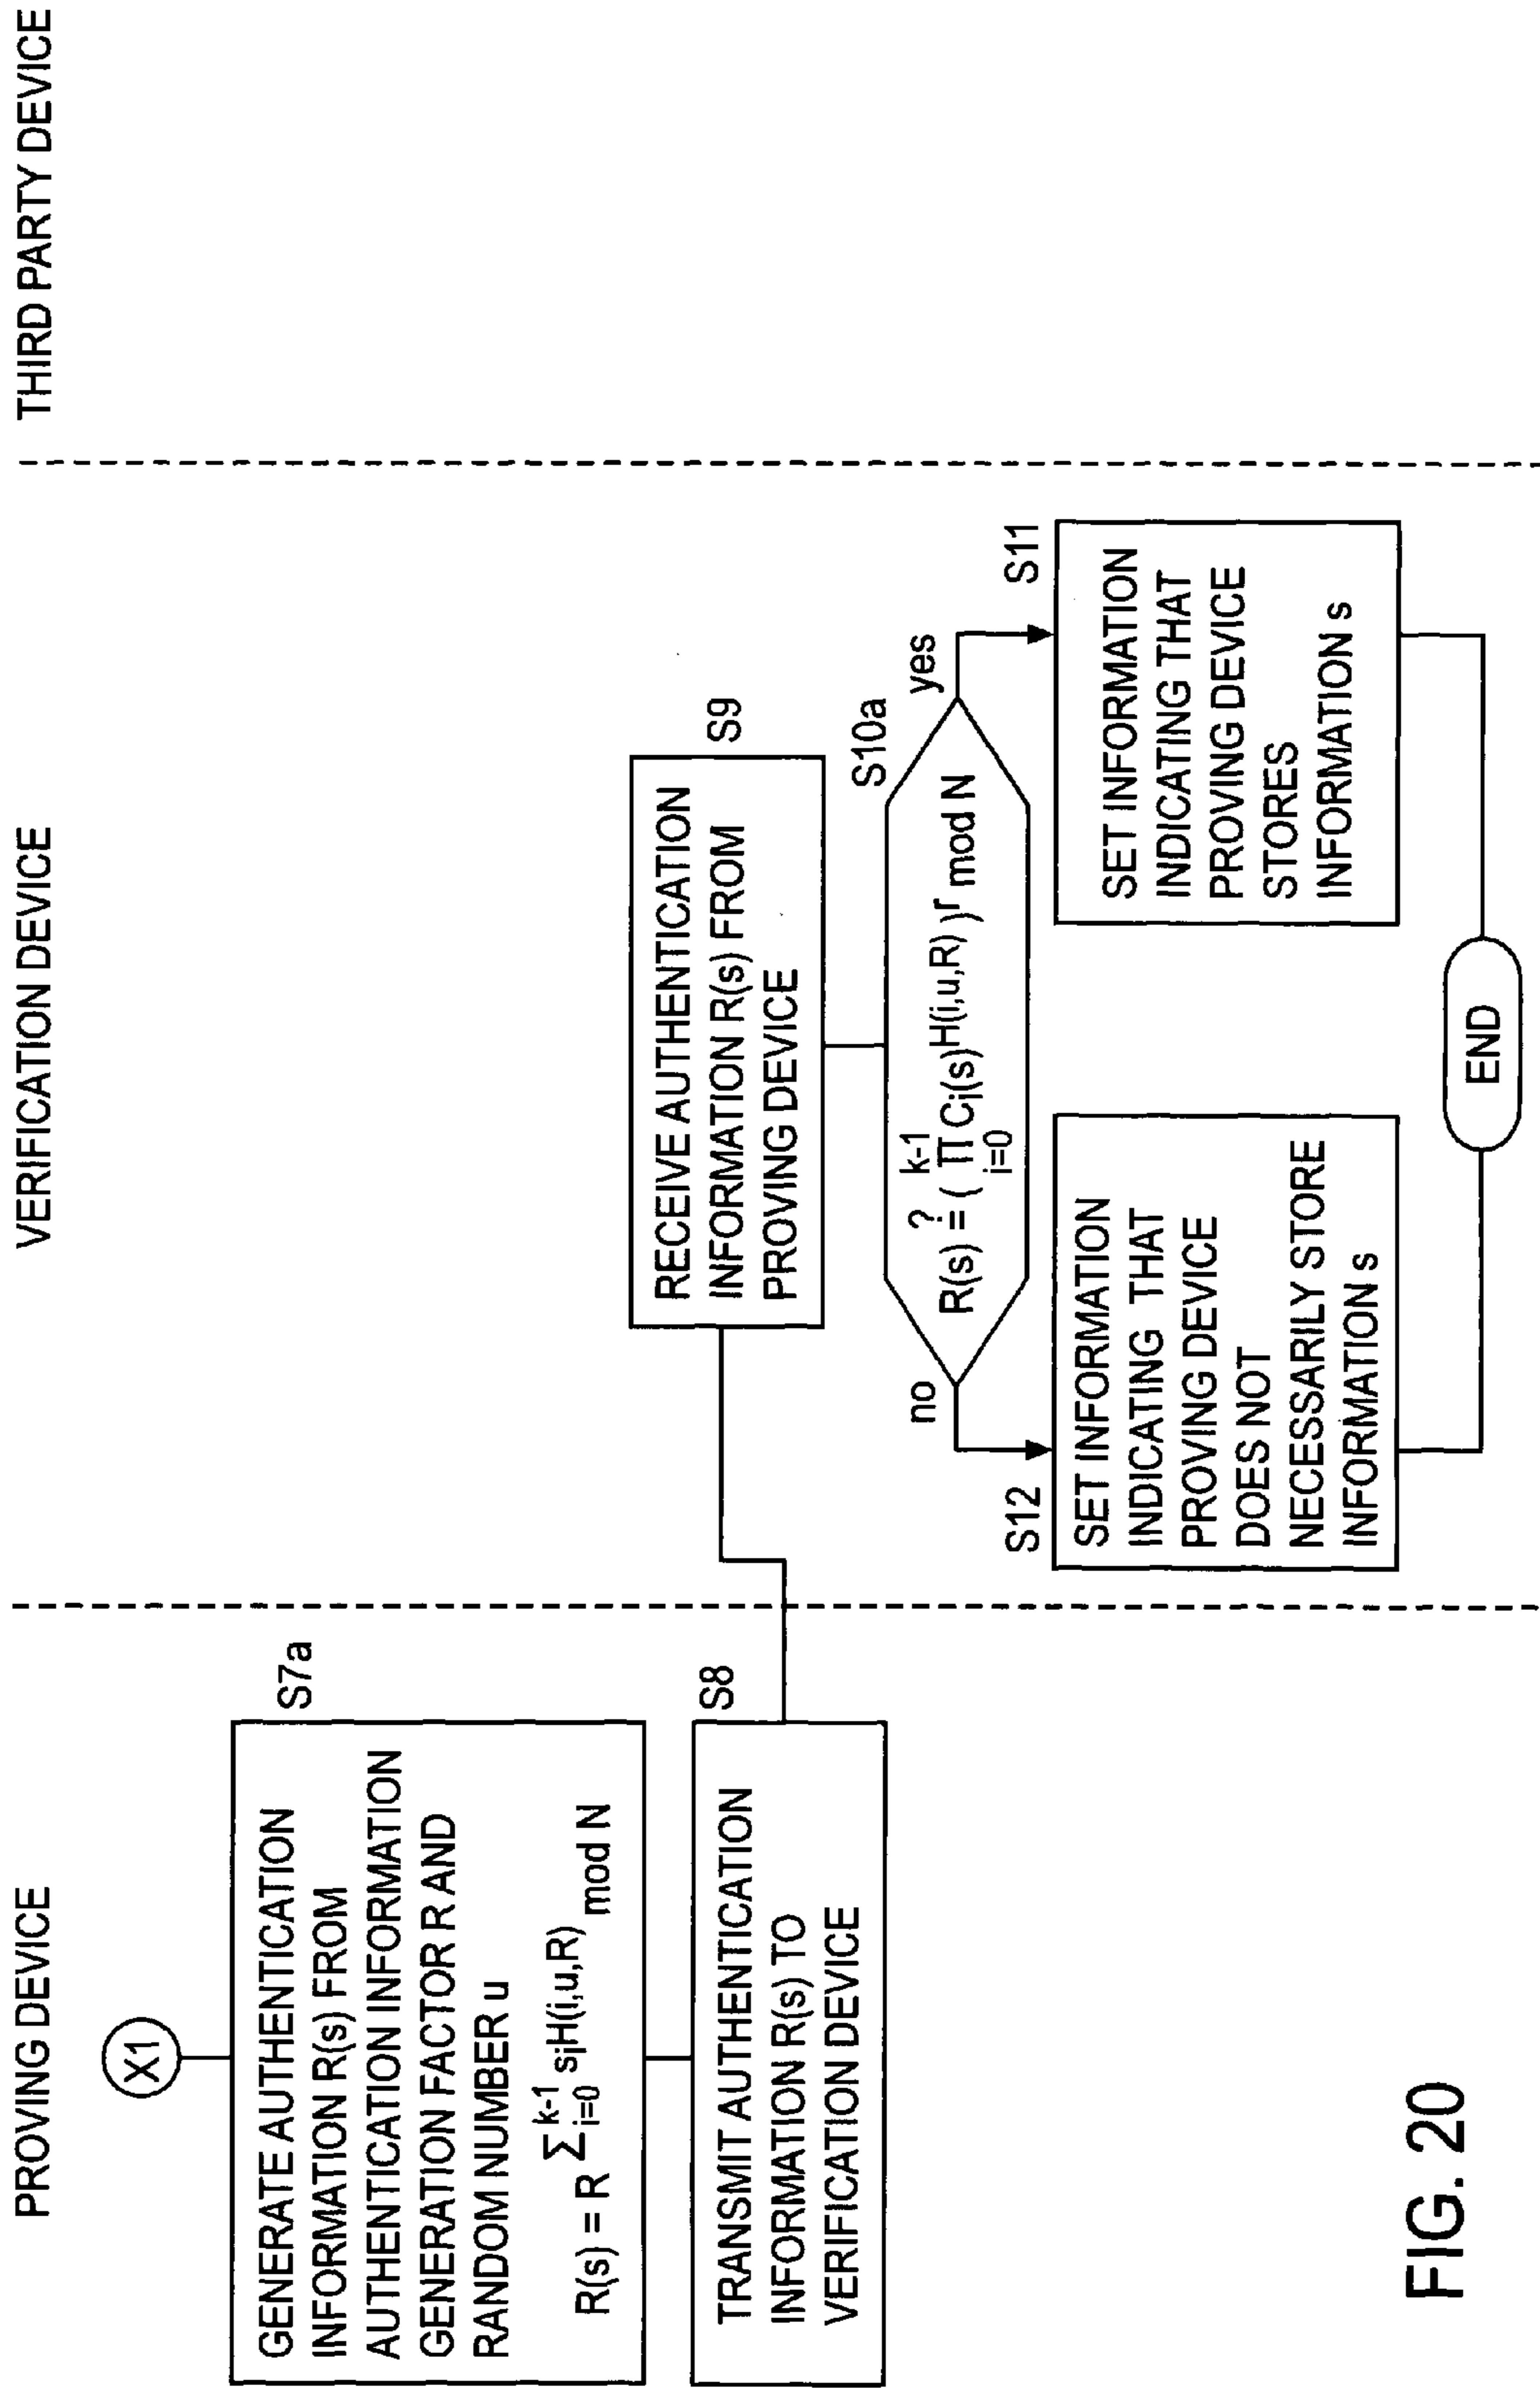 PROVING DEVICE
VERIFICATION DEVICE
THIRD PARTY DEVICE
X1
S7a
GENERATE AUTHENTICATION
INFORMATION R(s) FROM
AUTHENTICATION INFORMATION
GENERATION FACTOR R AND
RANDOM NUMBER u
R(s) = R^{Σ_{i=0}^{k-1} s_i H(i,u,R)} mod N
S8
TRANSMIT AUTHENTICATION
INFORMATION R(s) TO
VERIFICATION DEVICE
S9
RECEIVE AUTHENTICATION
INFORMATION R(s) FROM
PROVING DEVICE
S10a
R(s) ?= ( Π_{i=0}^{k-1} C_i(s)^{H(i,u,R)} )^r mod N
no
yes
S12
SET INFORMATION
INDICATING THAT
PROVING DEVICE
DOES NOT
NECESSARILY STORE
INFORMATION s
S11
SET INFORMATION
INDICATING THAT
PROVING DEVICE
STORES
INFORMATION s
END
FIG. 20